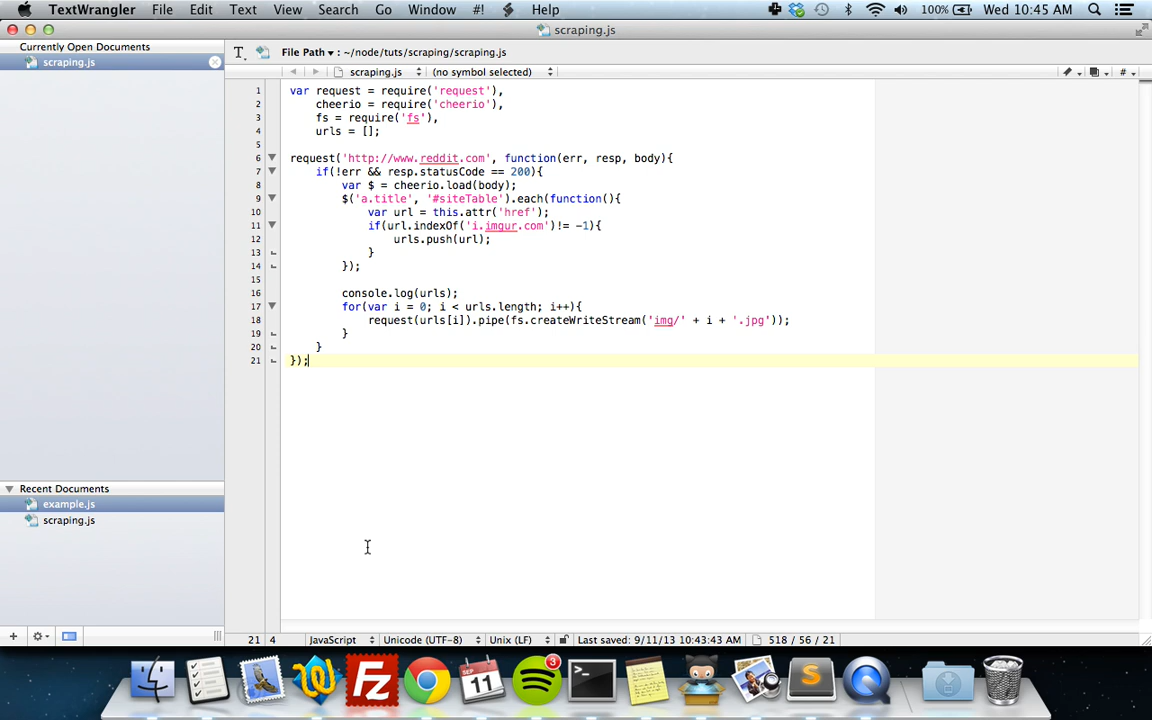 TextWrangler File Edit Text View Search Go Window #! Help 100% Wed 10:45 AM
scraping.js
Currently Open Documents
scraping.js
File Path ▾ : ~/node/tuts/scraping/scraping.js
scraping.js (no symbol selected) #
1 var request = require('request'),
2 cheerio = require('cheerio'),
3 fs = require('fs'),
4 urls = [];
5
6 request('http://www.reddit.com', function(err, resp, body){
7 if(!err && resp.statusCode == 200){
8 var $ = cheerio.load(body);
9 $('a.title', '#siteTable').each(function(){
10 var url = this.attr('href');
11 if(url.indexOf('i.imgur.com')!= -1){
12 urls.push(url);
13 }
14 });
15
16 console.log(urls);
17 for(var i = 0; i < urls.length; i++){
18 request(urls[i]).pipe(fs.createWriteStream('img/' + i + '.jpg'));
19 }
20 }
21 });
Recent Documents
example.js
scraping.js
21 4 JavaScript Unicode (UTF-8) Unix (LF) Last saved: 9/11/13 10:43:43 AM 518 / 56 / 21
FZ SEP 11 3 S